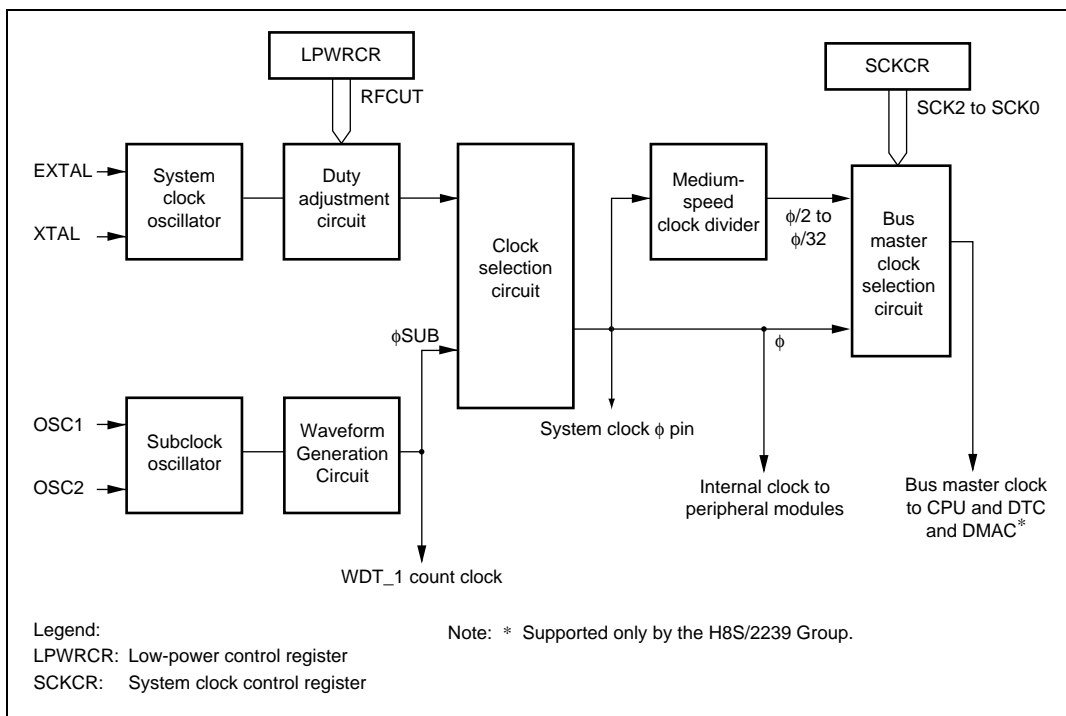 LPWRCR
RFCUT
SCKCR
SCK2 to SCK0
EXTAL
XTAL
System
clock
oscillator
Duty
adjustment
circuit
Clock
selection
circuit
Medium-
speed
clock divider
ϕ/2 to
ϕ/32
Bus
master
clock
selection
circuit
ϕSUB
ϕ
OSC1
OSC2
Subclock
oscillator
Waveform
Generation
Circuit
System clock ϕ pin
Internal clock to
peripheral modules
Bus master clock
to CPU and DTC
and DMAC*
WDT_1 count clock
Legend:
LPWRCR: Low-power control register
SCKCR: System clock control register
Note: * Supported only by the H8S/2239 Group.